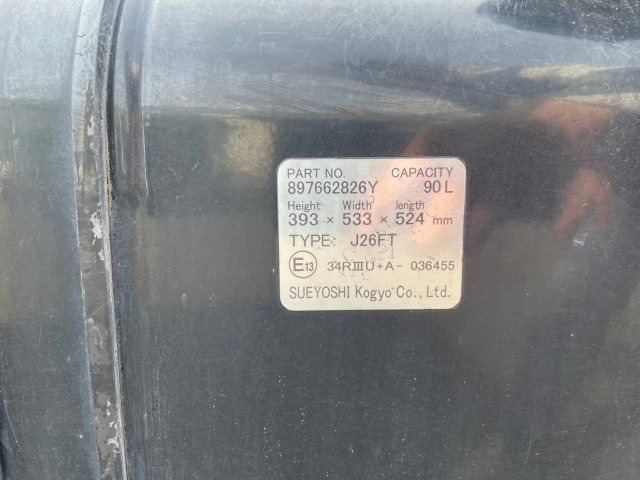 PART NO. CAPACITY
897662826Y 90L
Height Width length
393 × 533 × 524 mm
TYPE: J26FT
E13 34RⅢU+A- 036455
SUEYOSHI Kogyo Co., Ltd.